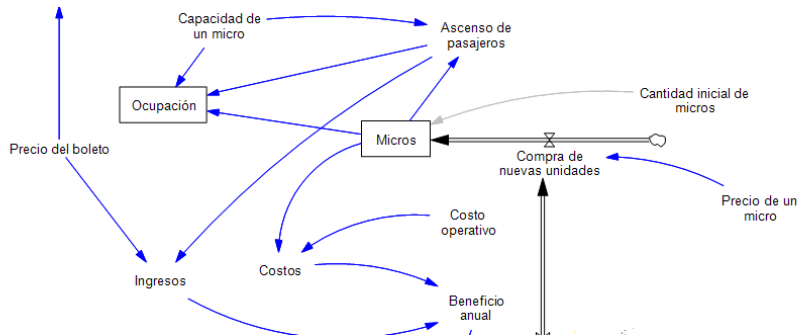 Capacidad de
un micro
Ascenso de
pasajeros
Ocupación
Cantidad inicial de
micros
Micros
Precio del boleto
Compra de
nuevas unidades
Precio de un
micro
Costo
operativo
Ingresos
Costos
Beneficio
anual